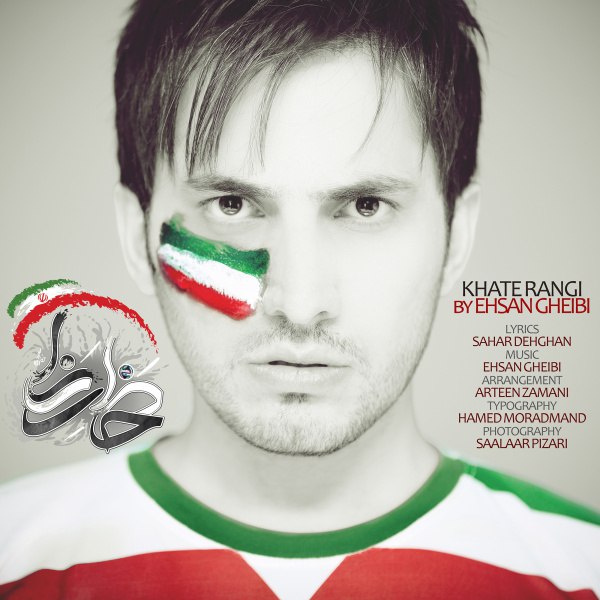 KHATE RANGI
BY EHSAN GHEIBI
LYRICS
SAHAR DEHGHAN
MUSIC
EHSAN GHEIBI
ARRANGEMENT
ARTEEN ZAMANI
TYPOGRAPHY
HAMED MORADMAND
PHOTOGRAPHY
SAALAAR PIZARI